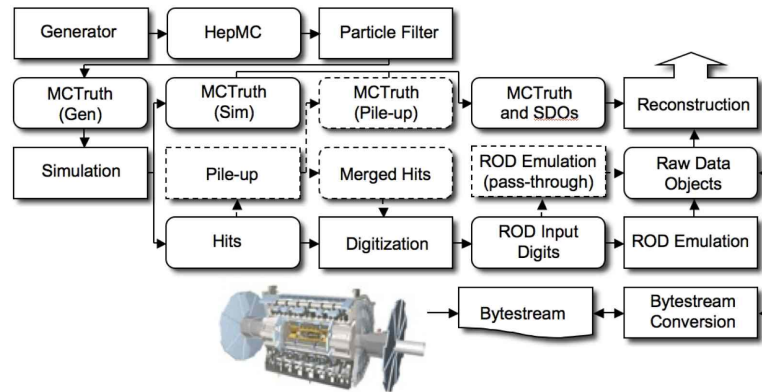 Generator
HepMC
Particle Filter
MCTruth
(Gen)
MCTruth
(Sim)
MCTruth
(Pile-up)
MCTruth
and SDOs
Reconstruction
Simulation
Pile-up
Merged Hits
ROD Emulation
(pass-through)
Raw Data
Objects
Hits
Digitization
ROD Input
Digits
ROD Emulation
Bytestream
Bytestream
Conversion